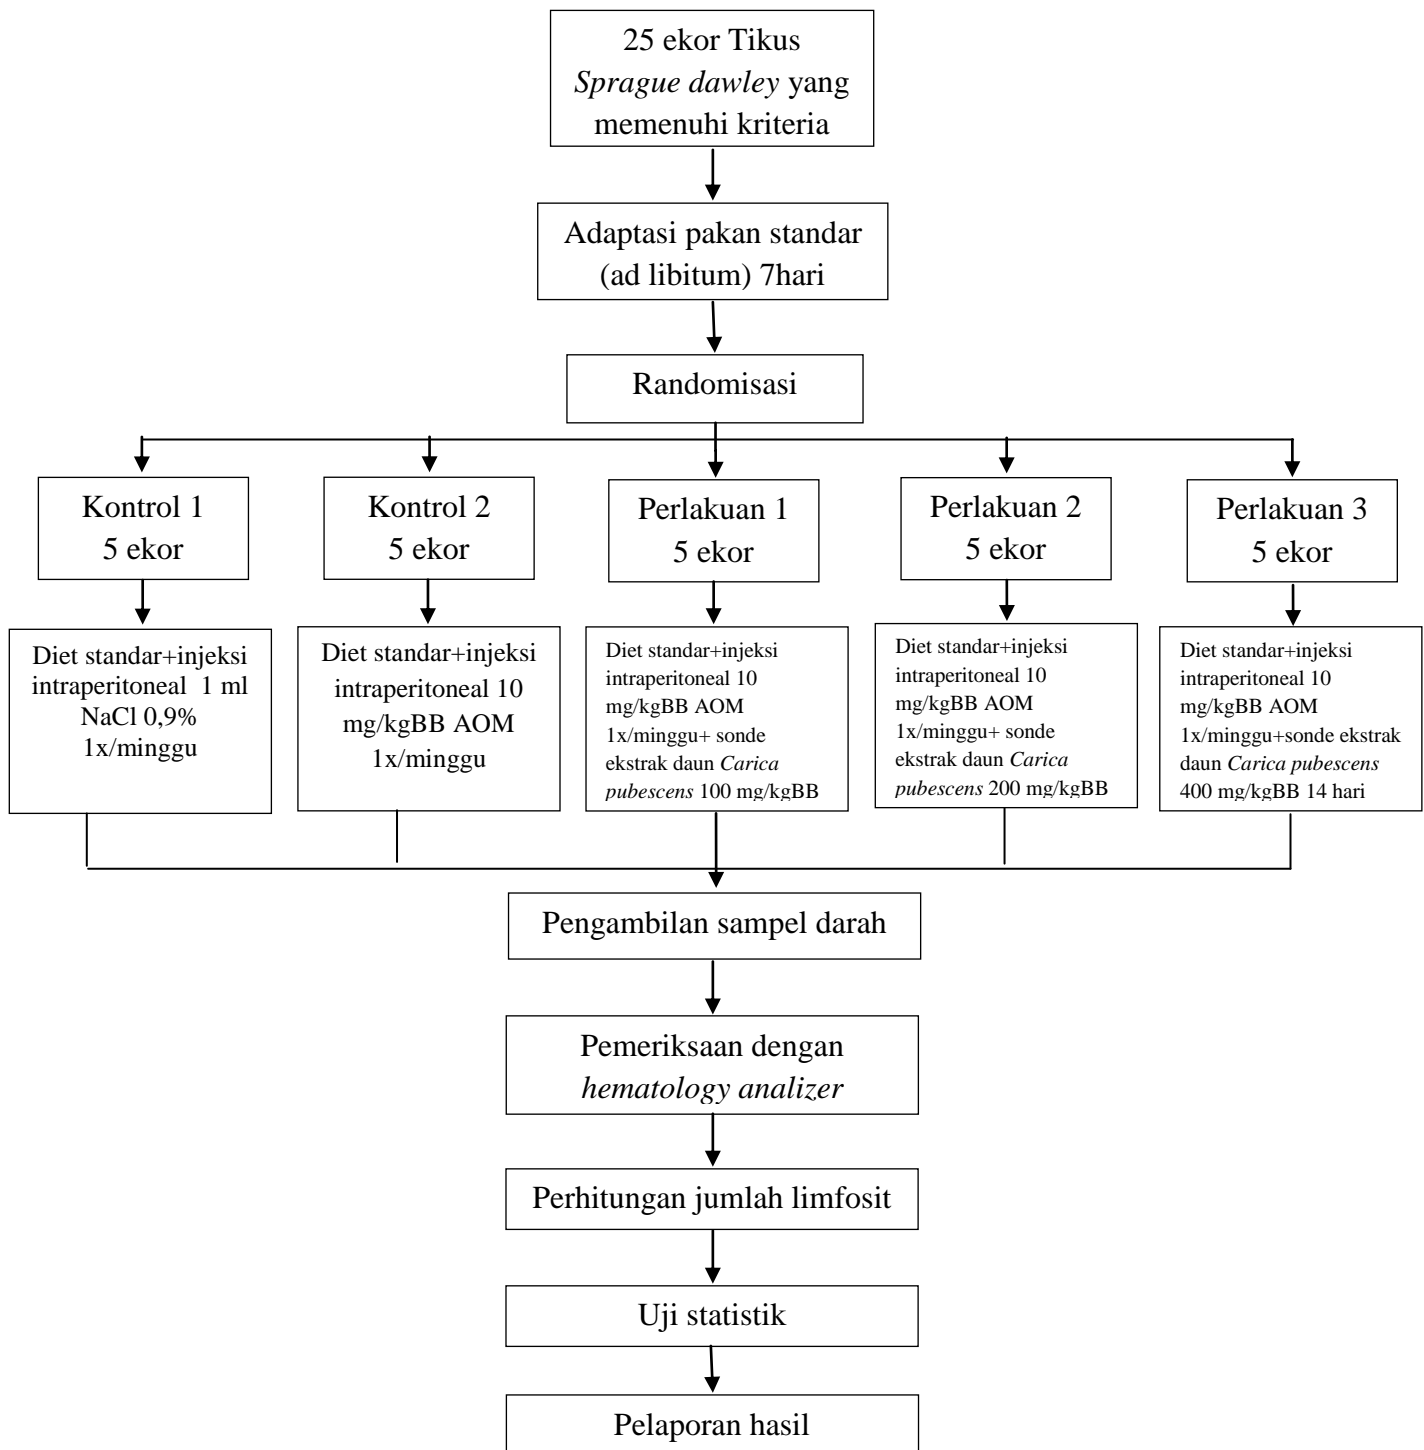 25 ekor Tikus
Sprague dawley yang
memenuhi kriteria
Adaptasi pakan standar
(ad libitum) 7hari
Randomisasi
Kontrol 1
5 ekor
Kontrol 2
5 ekor
Perlakuan 1
5 ekor
Perlakuan 2
5 ekor
Perlakuan 3
5 ekor
Diet standar+injeksi
intraperitoneal 1 ml
NaCl 0,9%
1x/minggu
Diet standar+injeksi
intraperitoneal 10
mg/kgBB AOM
1x/minggu
Diet standar+injeksi
intraperitoneal 10
mg/kgBB AOM
1x/minggu+ sonde
ekstrak daun Carica
pubescens 100 mg/kgBB
Diet standar+injeksi
intraperitoneal 10
mg/kgBB AOM
1x/minggu+ sonde
ekstrak daun Carica
pubescens 200 mg/kgBB
Diet standar+injeksi
intraperitoneal 10
mg/kgBB AOM
1x/minggu+sonde ekstrak
daun Carica pubescens
400 mg/kgBB 14 hari
Pengambilan sampel darah
Pemeriksaan dengan
hematology analizer
Perhitungan jumlah limfosit
Uji statistik
Pelaporan hasil